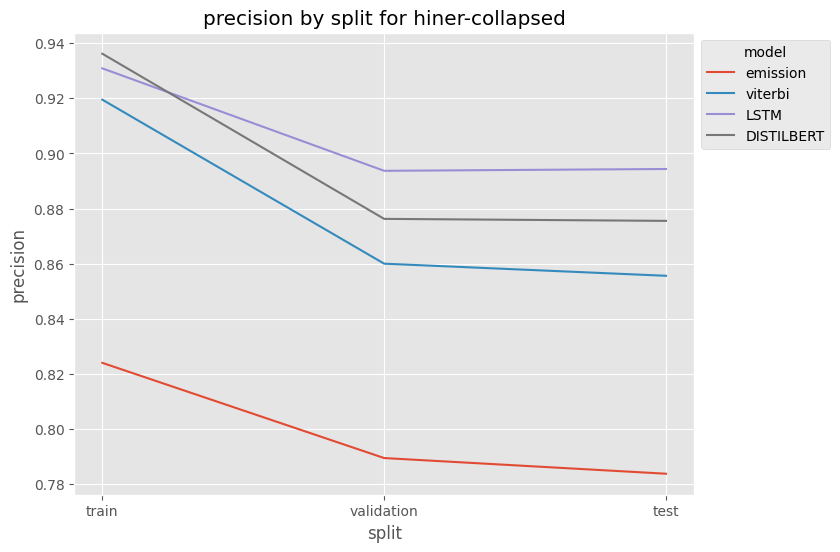 precision by split for hiner-collapsed
model
emission
viterbi
LSTM
DISTILBERT
precision
0.94
0.92
0.90
0.88
0.86
0.84
0.82
0.80
0.78
train
validation
test
split